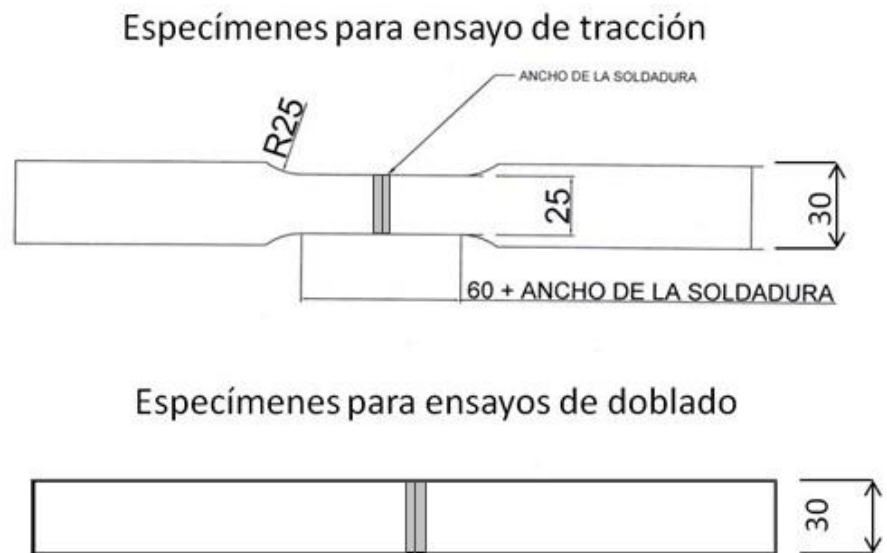 Especímenes para ensayo de tracción
ANCHO DE LA SOLDADURA
R25
25
30
60 + ANCHO DE LA SOLDADURA
Especímenes para ensayos de doblado
30